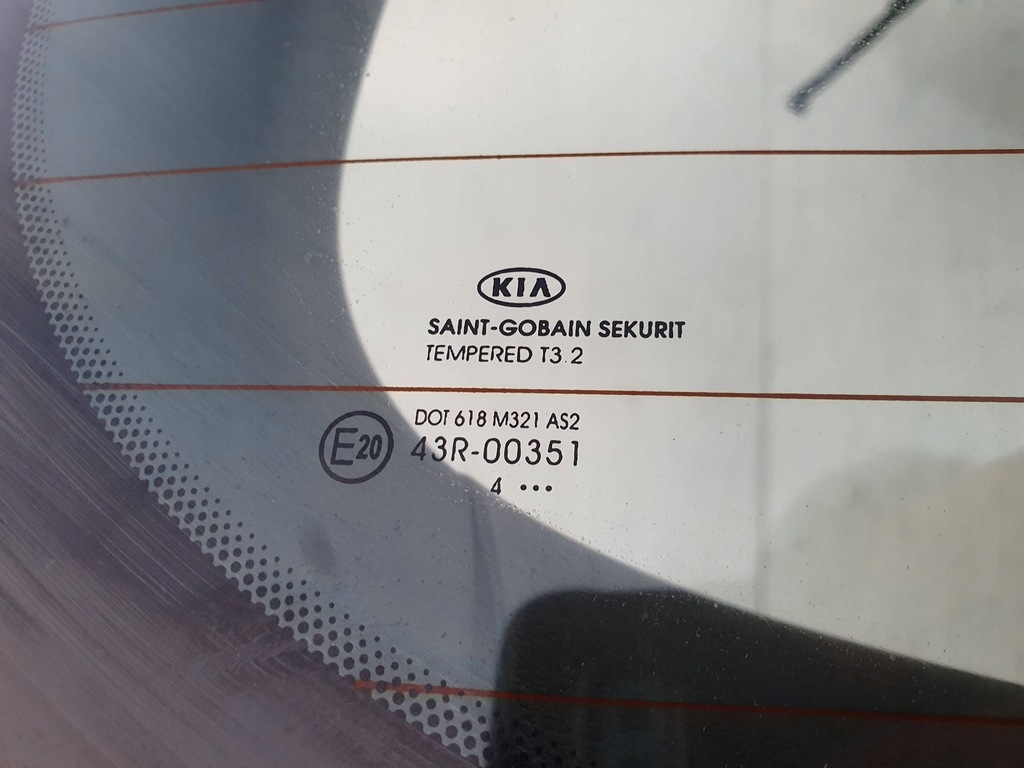 KIA
SAINT-GOBAIN SEKURIT
TEMPERED T3.2
DOT 618 M321 AS2
E20 43R-00351
4 •••